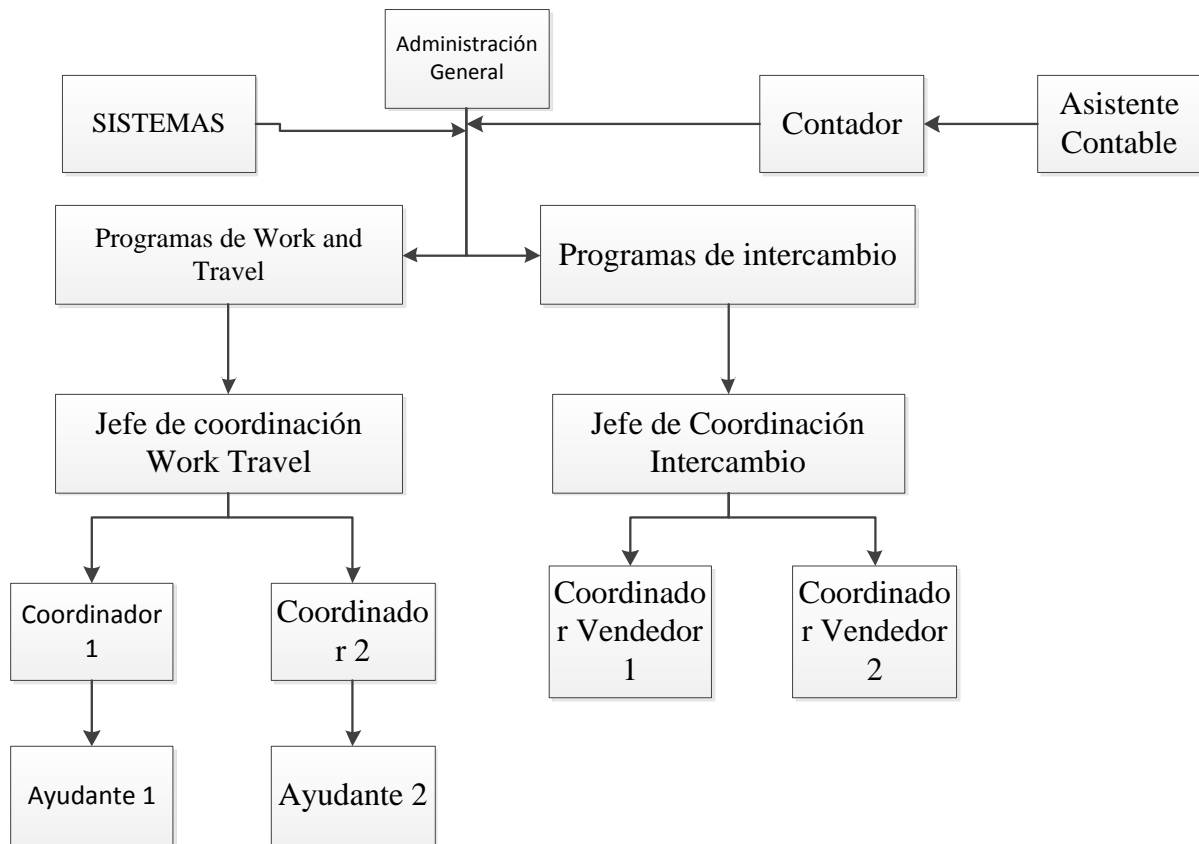 Administración
General
SISTEMAS
Contador
Asistente
Contable
Programas de Work and
Travel
Programas de intercambio
Jefe de coordinación
Work Travel
Jefe de Coordinación
Intercambio
Coordinador
1
Coordinado
r 2
Coordinado
r Vendedor
1
Coordinado
r Vendedor
2
Ayudante 1
Ayudante 2